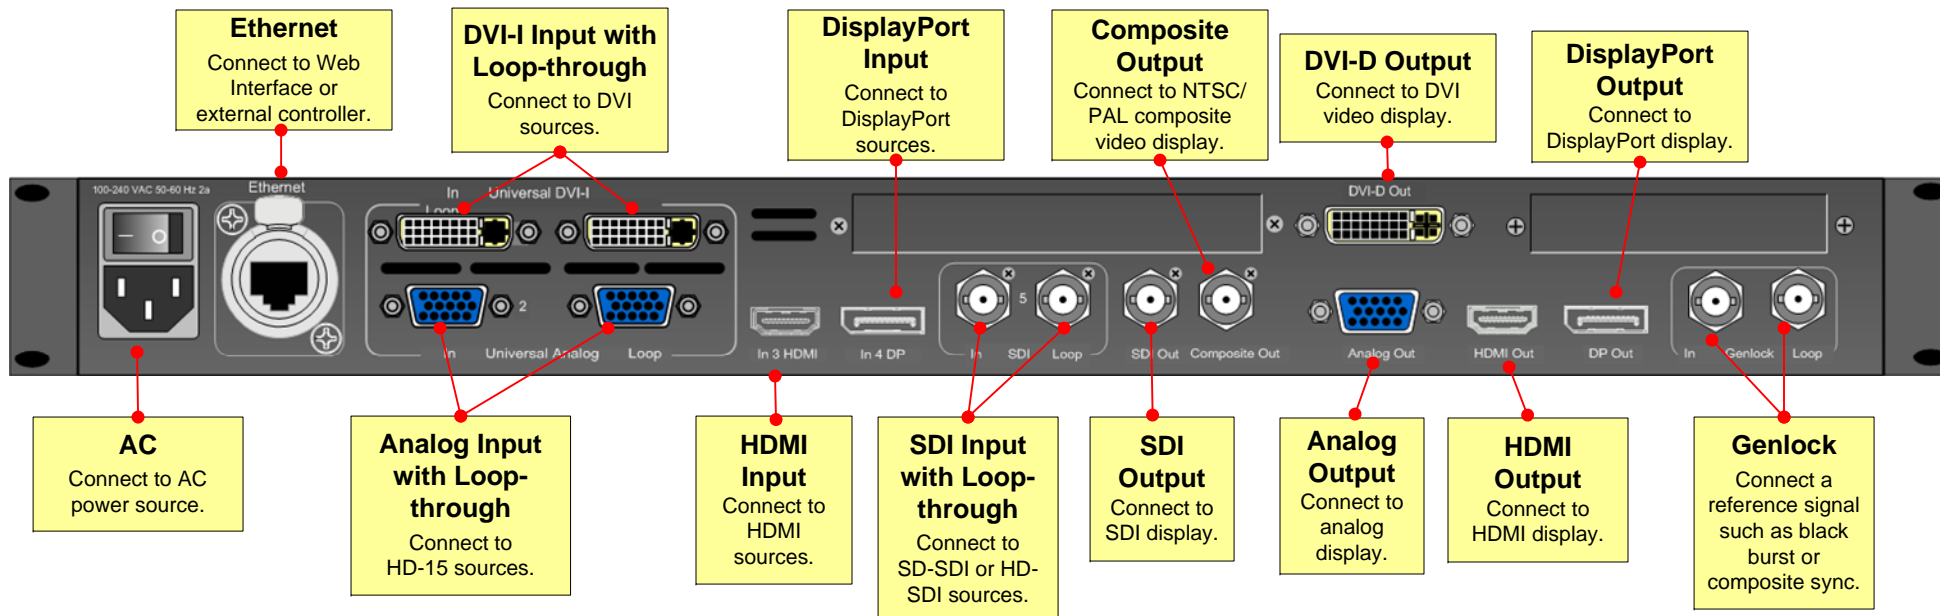 Ethernet
Connect to Web
Interface or
external controller.
DVI-I Input with
Loop-through
Connect to DVI
sources.
DisplayPort
Input
Connect to
DisplayPort
sources.
Composite
Output
Connect to NTSC/
PAL composite
video display.
DVI-D Output
Connect to DVI
video display.
DisplayPort
Output
Connect to
DisplayPort display.
100-240 VAC 50-60 Hz 2a
Ethernet
In Universal DVI-I
Loop
DVI-D Out
2
5
In Universal Analog Loop
In 3 HDMI
In 4 DP
In SDI Loop
SDI Out
Composite Out
Analog Out
HDMI Out
DP Out
In Genlock Loop
AC
Connect to AC
power source.
Analog Input
with Loop-
through
Connect to
HD-15 sources.
HDMI
Input
Connect to
HDMI
sources.
SDI Input
with Loop-
through
Connect to
SD-SDI or HD-
SDI sources.
SDI
Output
Connect to
SDI display.
Analog
Output
Connect to
analog
display.
HDMI
Output
Connect to
HDMI display.
Genlock
Connect a
reference signal
such as black
burst or
composite sync.